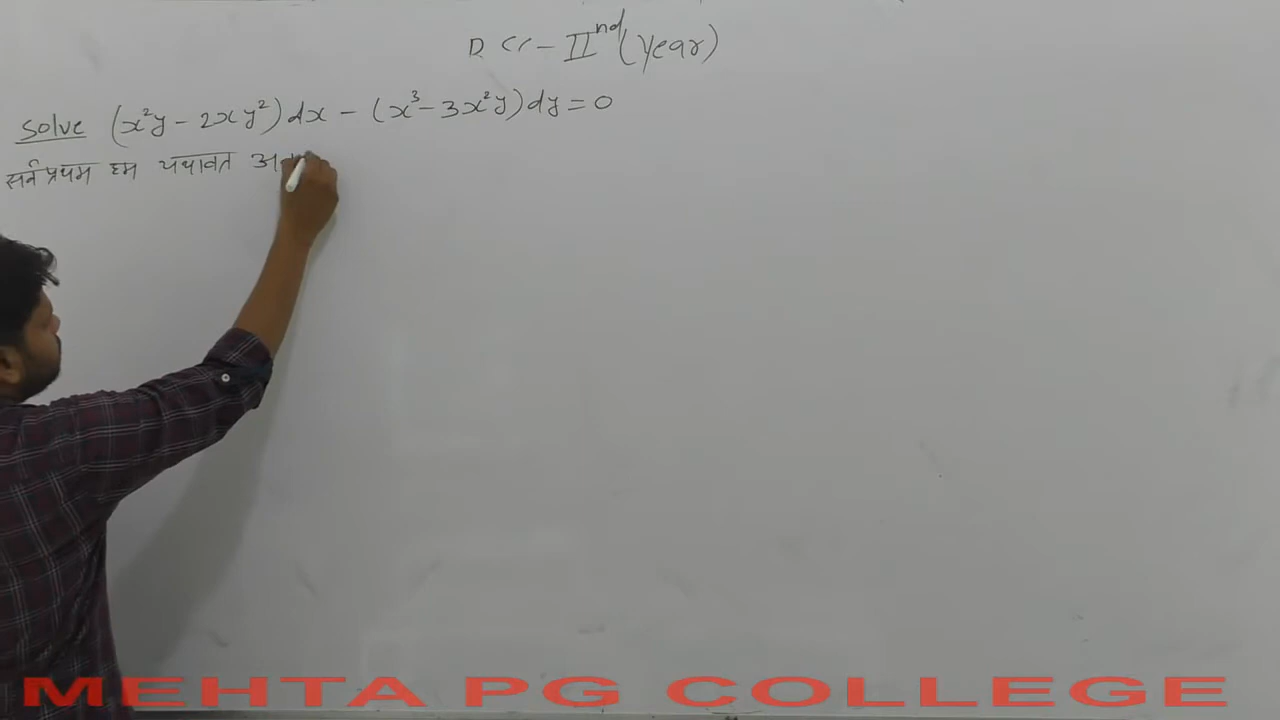 II nd (Year)
Solve (x²y - 2xy²) dx - (x³ - 3x²y) dy = 0
सर्व प्रथम हम यथावत
MEHTA PG COLLEGE